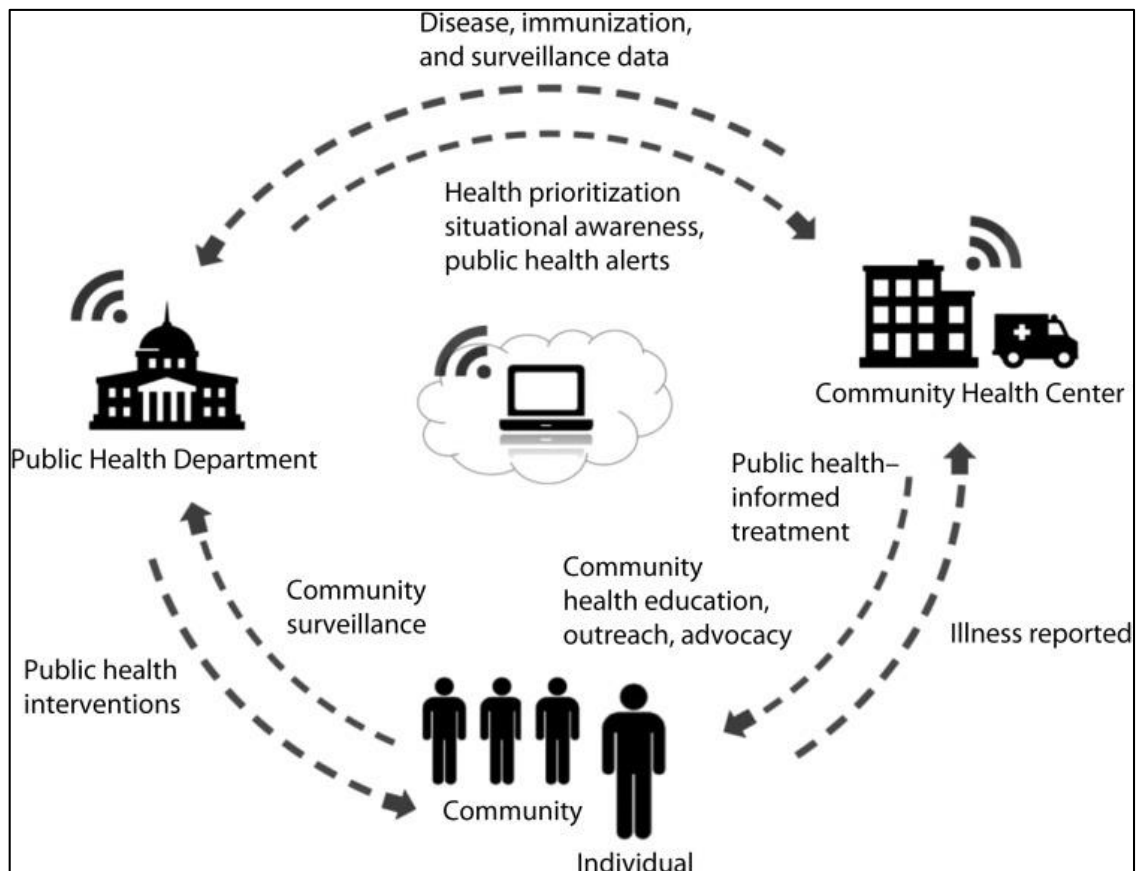 Disease, immunization,
and surveillance data
Health prioritization
situational awareness,
public health alerts
Community Health Center
Public Health Department
Public health–
informed
treatment
Community
surveillance
Community
health education,
outreach, advocacy
Illness reported
Public health
interventions
Community
Individual